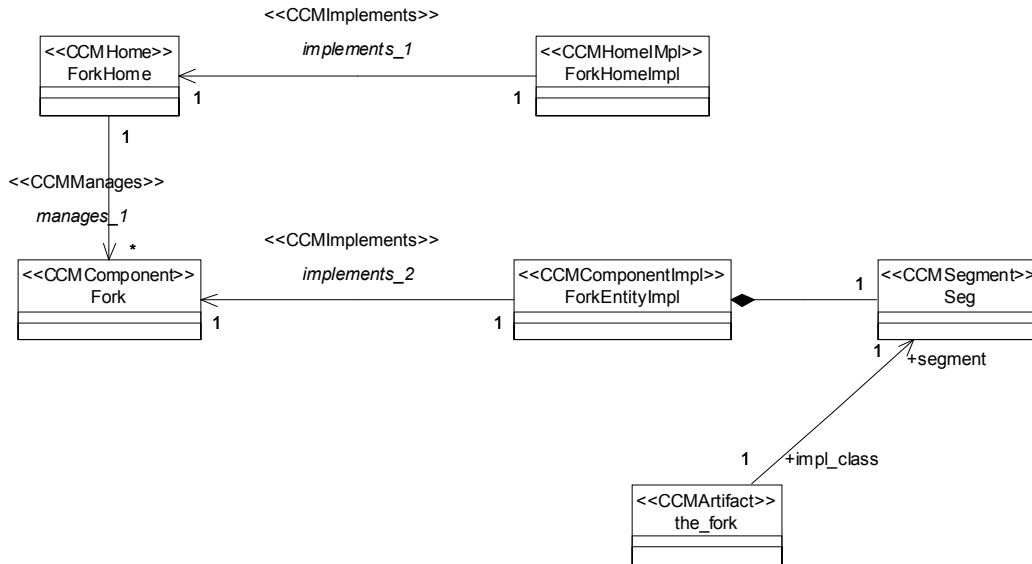 <<CCMImplements>>
implements_1
<<CCMHome>>
ForkHome
<<CCMHomeIMpl>>
ForkHomeImpl
1
1
1
<<CCMManages>>
manages_1
*
<<CCMImplements>>
implements_2
<<CCMComponent>>
Fork
<<CCMComponentImpl>>
ForkEntityImpl
<<CCMSegment>>
Seg
1
1
1
1
+segment
1
+impl_class
<<CCMArtifact>>
the_fork